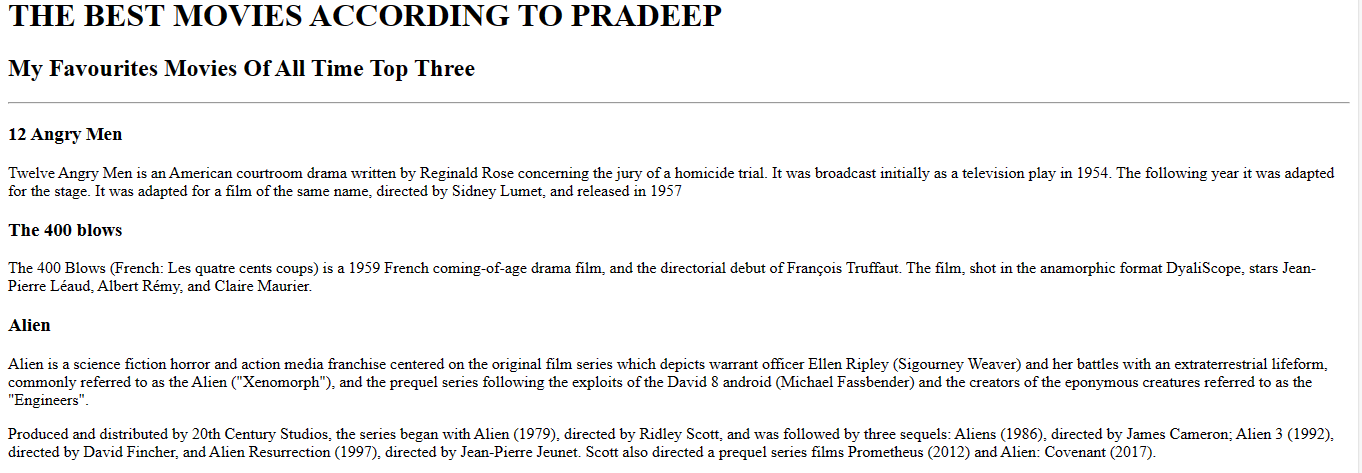 THE BEST MOVIES ACCORDING TO PRADEEP
My Favourites Movies Of All Time Top Three
12 Angry Men
Twelve Angry Men is an American courtroom drama written by Reginald Rose concerning the jury of a homicide trial. It was broadcast initially as a television play in 1954. The following year it was adapted
for the stage. It was adapted for a film of the same name, directed by Sidney Lumet, and released in 1957
The 400 blows
The 400 Blows (French: Les quatre cents coups) is a 1959 French coming-of-age drama film, and the directorial debut of François Truffaut. The film, shot in the anamorphic format DyaliScope, stars Jean-
Pierre Léaud, Albert Rémy, and Claire Maurier.
Alien
Alien is a science fiction horror and action media franchise centered on the original film series which depicts warrant officer Ellen Ripley (Sigourney Weaver) and her battles with an extraterrestrial lifeform,
commonly referred to as the Alien ("Xenomorph"), and the prequel series following the exploits of the David 8 android (Michael Fassbender) and the creators of the eponymous creatures referred to as the
"Engineers".
Produced and distributed by 20th Century Studios, the series began with Alien (1979), directed by Ridley Scott, and was followed by three sequels: Aliens (1986), directed by James Cameron; Alien 3 (1992),
directed by David Fincher, and Alien Resurrection (1997), directed by Jean-Pierre Jeunet. Scott also directed a prequel series films Prometheus (2012) and Alien: Covenant (2017).